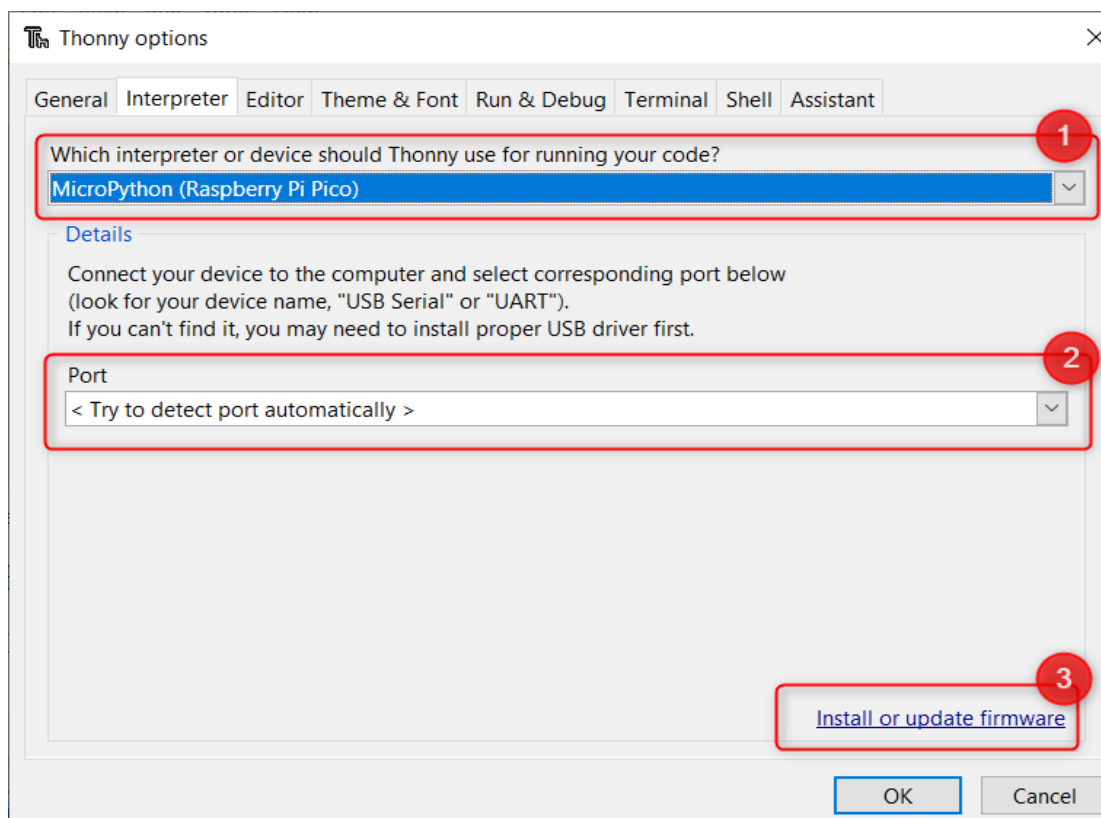 Thonny options
General Interpreter Editor Theme & Font Run & Debug Terminal Shell Assistant
1
Which interpreter or device should Thonny use for running your code?
MicroPython (Raspberry Pi Pico)
Details
Connect your device to the computer and select corresponding port below
(look for your device name, "USB Serial" or "UART").
If you can't find it, you may need to install proper USB driver first.
2
Port
< Try to detect port automatically >
3
Install or update firmware
OK Cancel